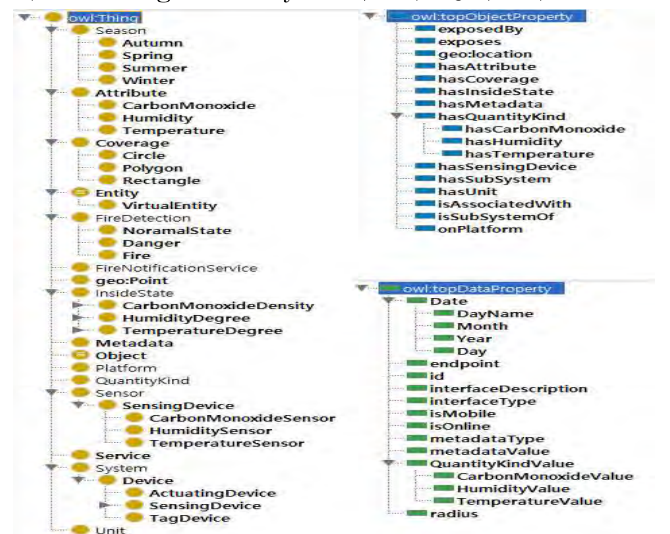 owl:Thing
Season
Autumn
Spring
Summer
Winter
Attribute
CarbonMonoxide
Humidity
Temperature
Coverage
Circle
Polygon
Rectangle
Entity
VirtualEntity
FireDetection
NoramalState
Danger
Fire
FireNotificationService
geo:Point
InsideState
CarbonMonoxideDensity
HumidityDegree
TemperatureDegree
Metadata
Object
Platform
QuantityKind
Sensor
SensingDevice
CarbonMonoxideSensor
HumiditySensor
TemperatureSensor
Service
System
Device
ActuatingDevice
SensingDevice
TagDevice
Unit
owl:topObjectProperty
exposedBy
exposes
geo:location
hasAttribute
hasCoverage
hasInsideState
hasMetadata
hasQuantityKind
hasCarbonMonoxide
hasHumidity
hasTemperature
hasSensingDevice
hasSubSystem
hasUnit
isAssociatedWith
isSubSystemOf
onPlatform
owl:topDataProperty
Date
DayName
Month
Year
Day
endpoint
id
interfaceDescription
interfaceType
isMobile
isOnline
metadataType
metadataValue
QuantityKindValue
CarbonMonoxideValue
HumidityValue
TemperatureValue
radius